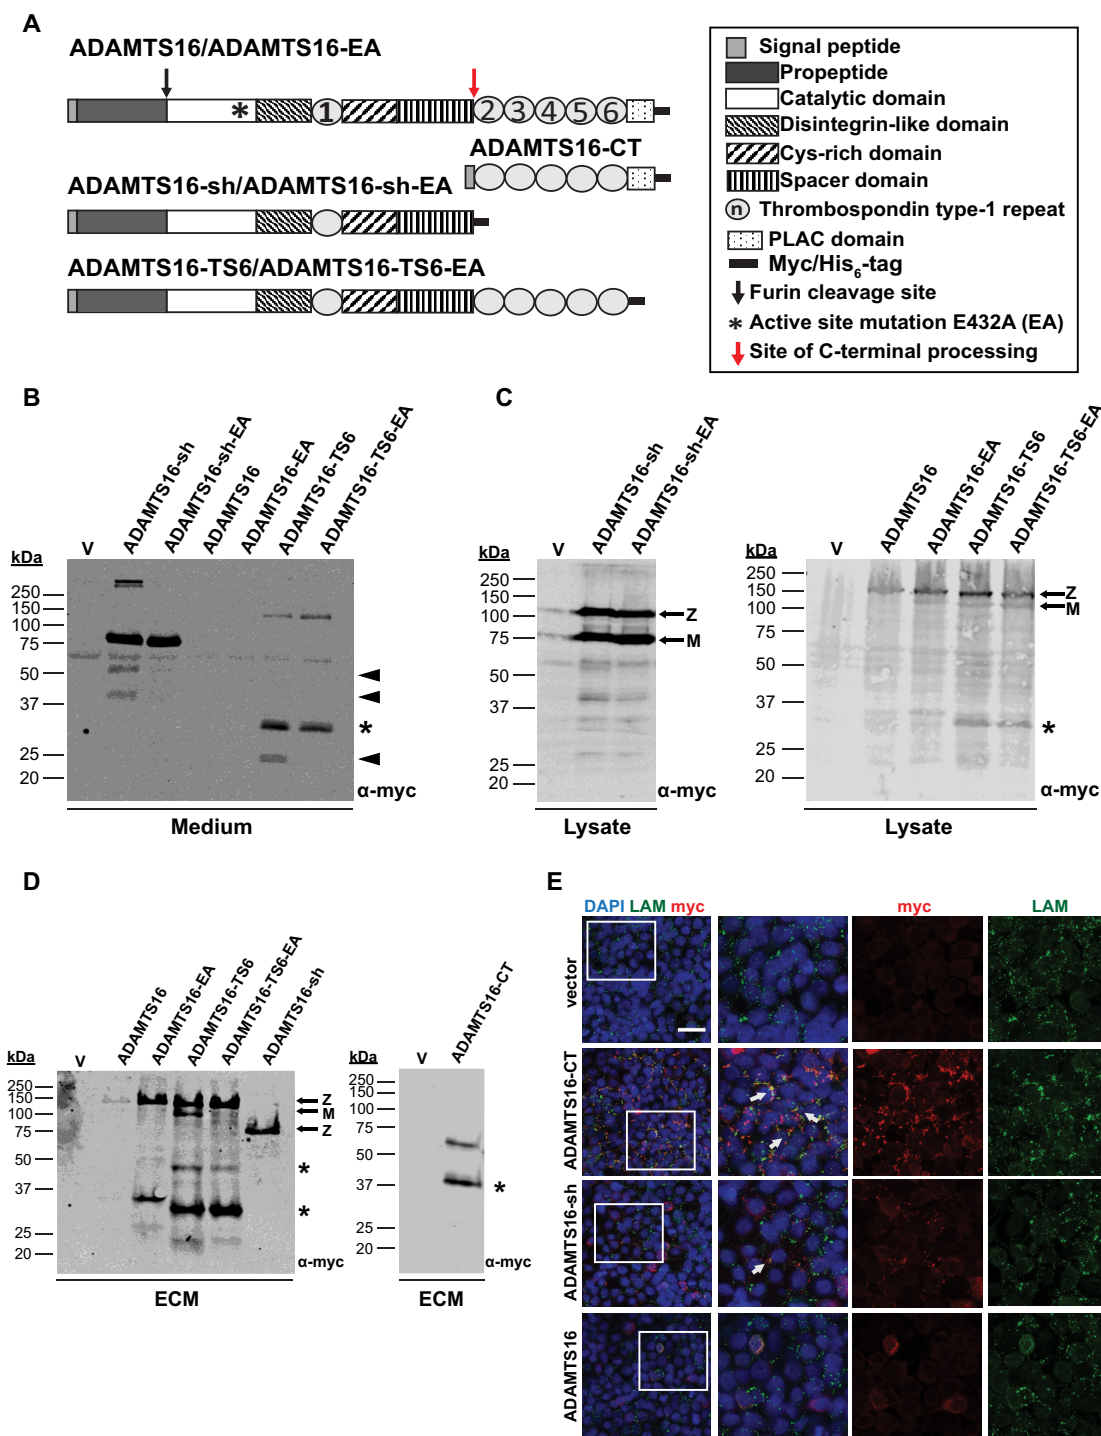 A
ADAMTS16/ADAMTS16-EA
*
1
2 3 4 5 6
ADAMTS16-CT
ADAMTS16-sh/ADAMTS16-sh-EA
ADAMTS16-TS6/ADAMTS16-TS6-EA
Signal peptide
Propeptide
Catalytic domain
Disintegrin-like domain
Cys-rich domain
Spacer domain
n Thrombospondin type-1 repeat
PLAC domain
Myc/His6-tag
Furin cleavage site
* Active site mutation E432A (EA)
Site of C-terminal processing
B
V
ADAMTS16-sh
ADAMTS16-sh-EA
ADAMTS16
ADAMTS16-EA
ADAMTS16-TS6
ADAMTS16-TS6-EA
kDa
250
150
100
75
50
37
25
20
*
α-myc
Medium
C
V
ADAMTS16-sh
ADAMTS16-sh-EA
kDa
250
150
100
75
50
37
25
20
Z
M
α-myc
Lysate
V
ADAMTS16
ADAMTS16-EA
ADAMTS16-TS6
ADAMTS16-TS6-EA
kDa
250
150
100
75
50
37
25
20
Z
M
*
α-myc
Lysate
D
V
ADAMTS16
ADAMTS16-EA
ADAMTS16-TS6
ADAMTS16-TS6-EA
ADAMTS16-sh
kDa
250
150
100
75
50
37
25
20
Z
M
Z
*
*
α-myc
ECM
V
ADAMTS16-CT
kDa
250
150
100
75
50
37
25
20
*
α-myc
ECM
E
DAPI LAM myc
myc
LAM
vector
ADAMTS16-CT
ADAMTS16-sh
ADAMTS16